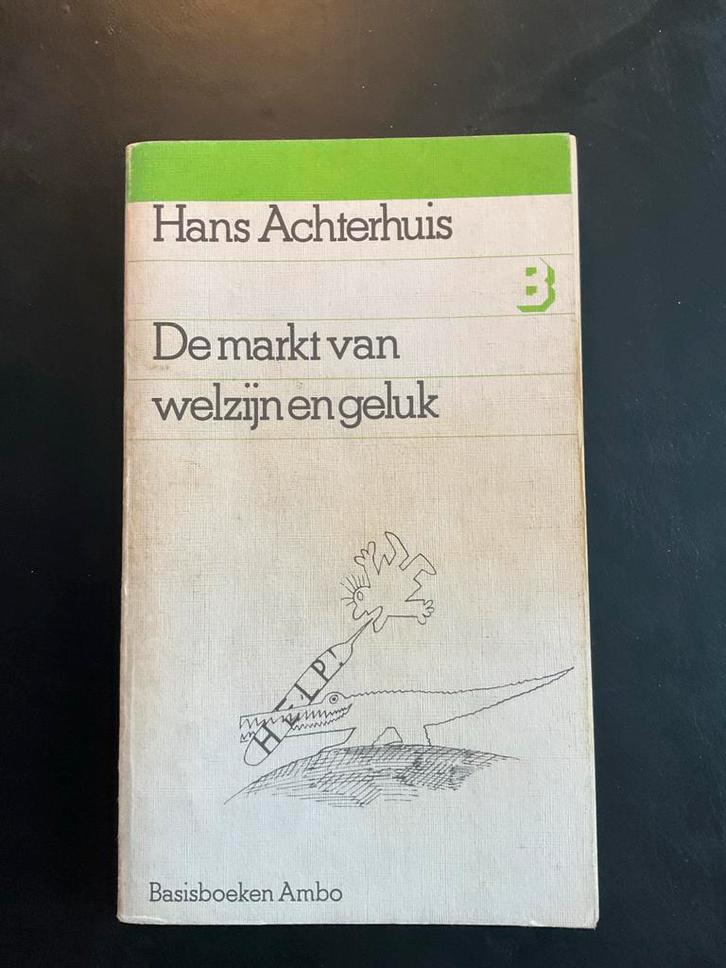 Hans Achterhuis
B
De markt van
welzijn en geluk
HELP!
Basisboeken Ambo